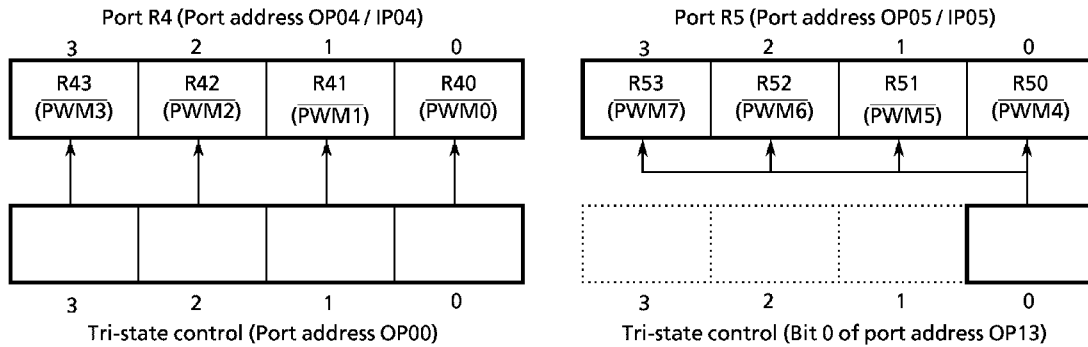 Port R4 (Port address OP04 / IP04)
3 2 1 0
R43 R42 R41 R40
(PWM3) (PWM2) (PWM1) (PWM0)
3 2 1 0
Tri-state control (Port address OP00)
Port R5 (Port address OP05 / IP05)
3 2 1 0
R53 R52 R51 R50
(PWM7) (PWM6) (PWM5) (PWM4)
3 2 1 0
Tri-state control (Bit 0 of port address OP13)